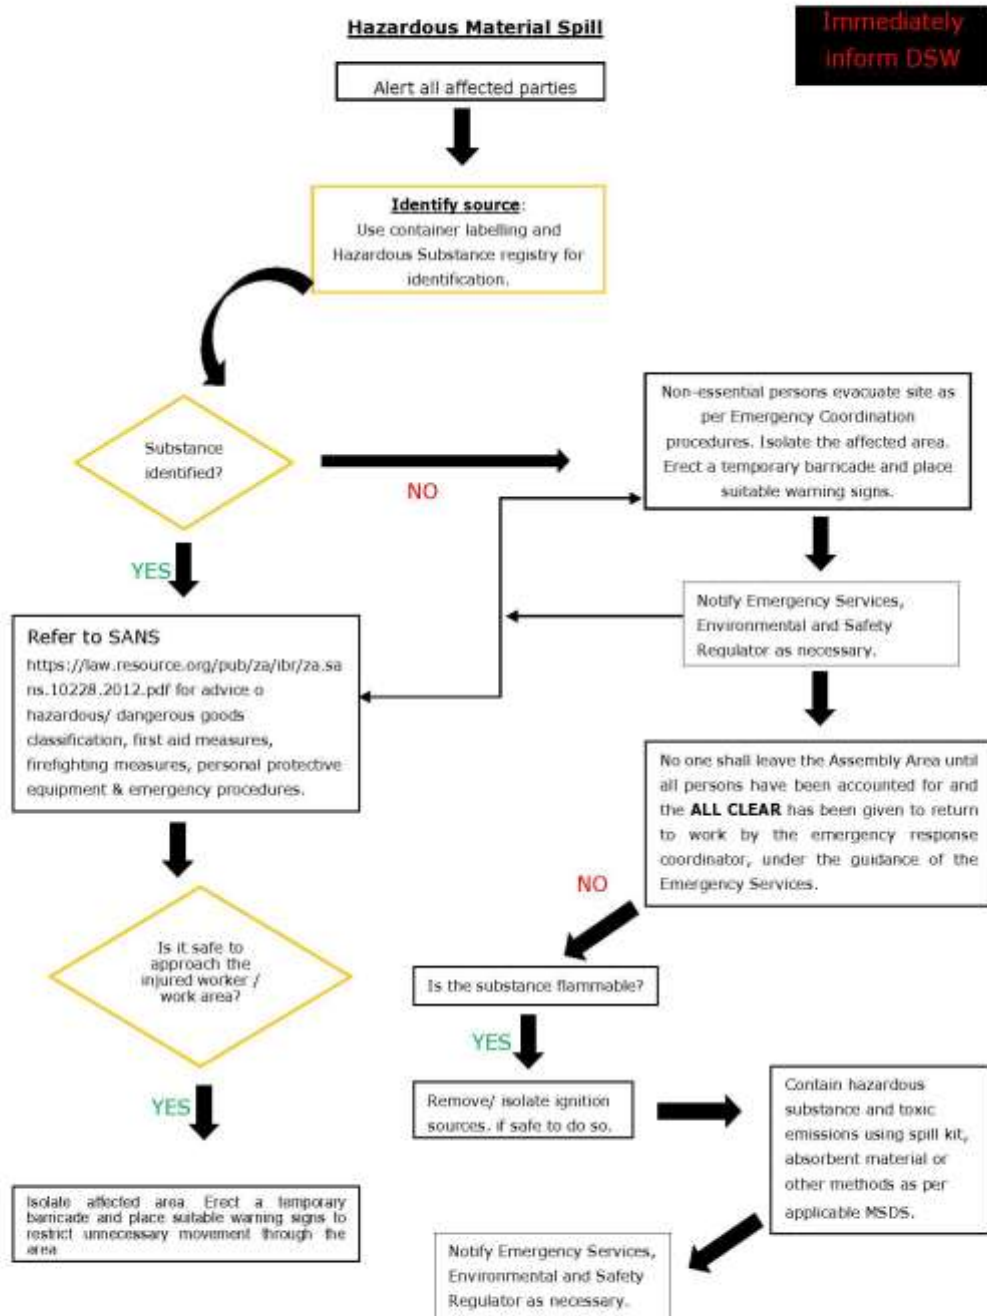 Hazardous Material Spill
Immediately
inform DSW
Alert all affected parties
Identify source:
Use container labelling and
Hazardous Substance registry for
identification.
Substance
identified?
NO
YES
Non-essential persons evacuate site as
per Emergency Coordination
procedures. Isolate the affected area.
Erect a temporary barricade and place
suitable warning signs.
Notify Emergency Services,
Environmental and Safety
Regulator as necessary.
Refer to SANS
https://law.resource.org/pub/za/ibr/za.sa
ns.10228.2012.pdf for advice o
hazardous/ dangerous goods
classification, first aid measures,
firefighting measures, personal protective
equipment & emergency procedures.
No one shall leave the Assembly Area until
all persons have been accounted for and
the ALL CLEAR has been given to return
to work by the emergency response
coordinator, under the guidance of the
Emergency Services.
NO
Is it safe to
approach the
injured worker /
work area?
Is the substance flammable?
YES
YES
Remove/ isolate ignition
sources. if safe to do so.
Contain hazardous
substance and toxic
emissions using spill kit,
absorbent material or
other methods as per
applicable MSDS.
Isolate affected area. Erect a temporary
barricade and place suitable warning signs to
restrict unnecessary movement through the
area
Notify Emergency Services,
Environmental and Safety
Regulator as necessary.